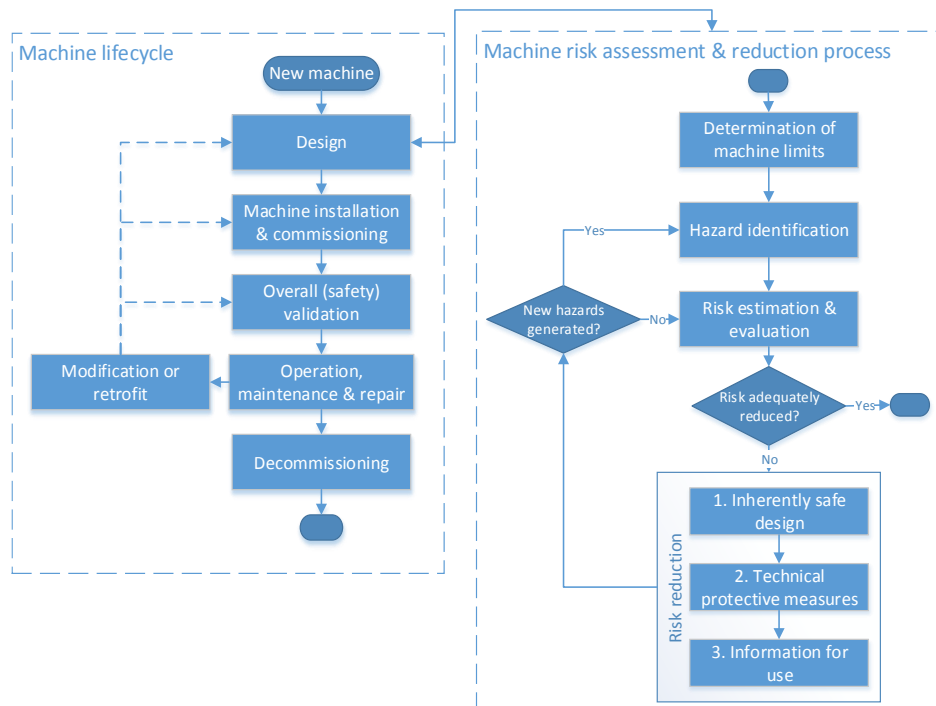 Machine lifecycle
New machine
Design
Machine installation
& commissioning
Overall (safety)
validation
Modification or
retrofit
Operation,
maintenance & repair
Decommissioning
Machine risk assessment & reduction process
Determination of
machine limits
Yes
Hazard identification
New hazards
generated?
No
Risk estimation &
evaluation
Risk adequately
reduced?
Yes
No
Risk reduction
1. Inherently safe
design
2. Technical
protective measures
3. Information for
use